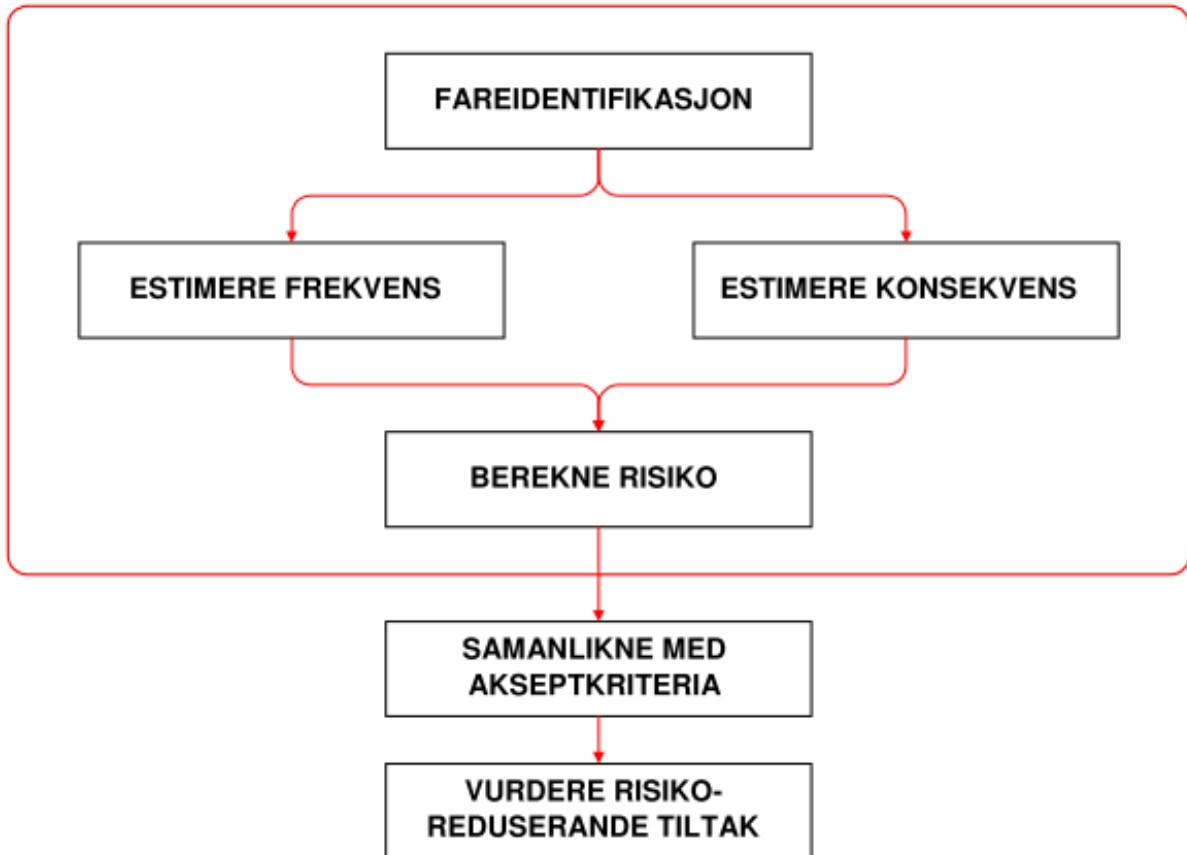 FAREIDENTIFIKASJON
ESTIMERE FREKVENS
ESTIMERE KONSEKVENS
BEREKNE RISIKO
SAMANLIKNE MED
AKSEPTKRITERIA
VURDERE RISIKO-
REDUSERANDE TILTAK